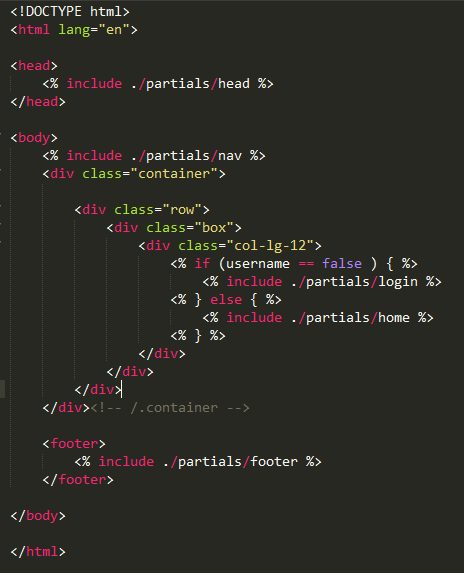 <!DOCTYPE html>
<html lang="en">
<head>
<% include ./partials/head %>
</head>
<body>
<% include ./partials/nav %>
<div class="container">
<div class="row">
<div class="box">
<div class="col-lg-12">
<% if (username == false ) { %>
<% include ./partials/login %>
<% } else { %>
<% include ./partials/home %>
<% } %>
</div>
</div>
</div>
</div><!-- /.container -->
<footer>
<% include ./partials/footer %>
</footer>
</body>
</html>